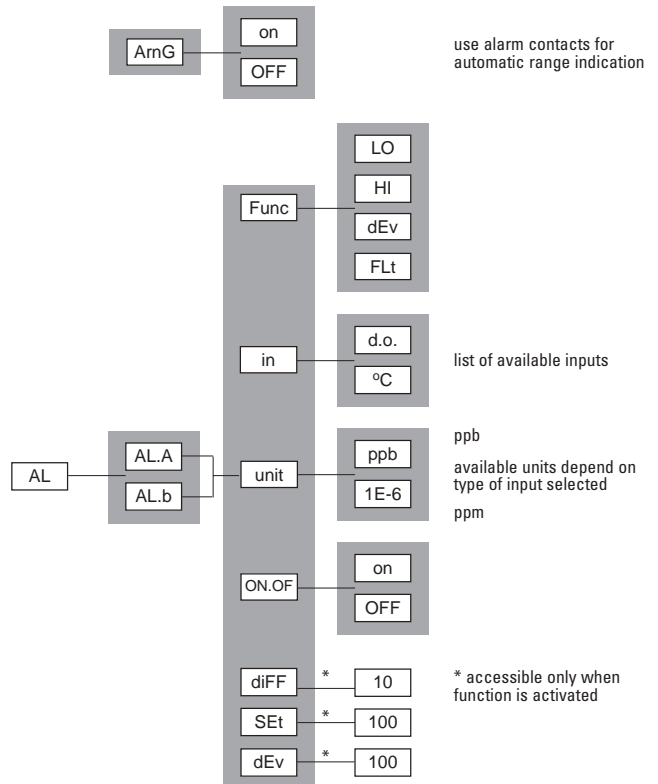 ArnG
on
OFF
use alarm contacts for
automatic range indication
Func
LO
HI
dEv
FLt
in
d.o.
ºC
list of available inputs
AL
AL.A
AL.b
unit
ppb
1E-6
ppb
available units depend on
type of input selected
ppm
ON.OF
on
OFF
diFF
*
10
* accessible only when
function is activated
SEt
*
100
dEv
*
100